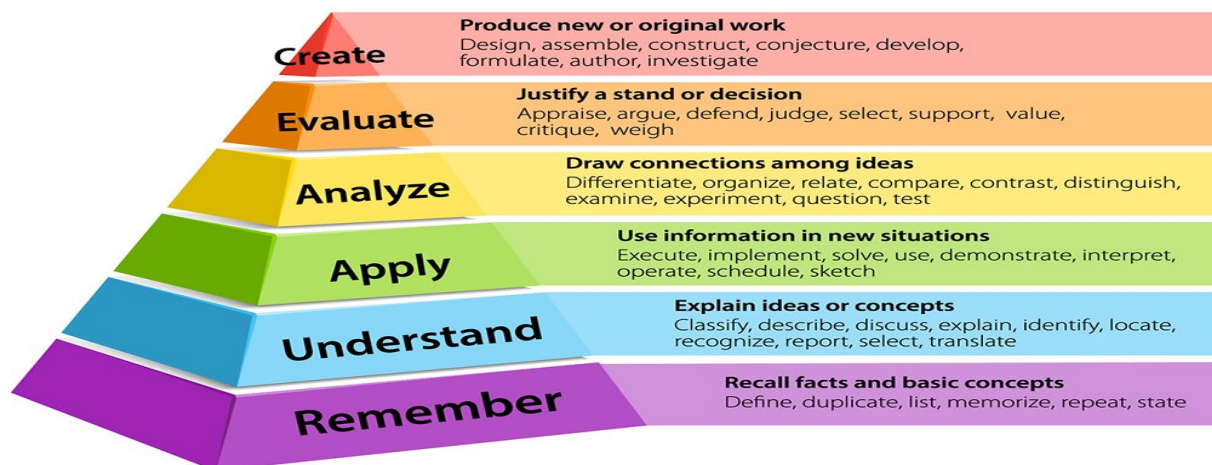 Create
Produce new or original work
Design, assemble, construct, conjecture, develop,
formulate, author, investigate
Evaluate
Justify a stand or decision
Appraise, argue, defend, judge, select, support, value,
critique, weigh
Analyze
Draw connections among ideas
Differentiate, organize, relate, compare, contrast, distinguish,
examine, experiment, question, test
Apply
Use information in new situations
Execute, implement, solve, use, demonstrate, interpret,
operate, schedule, sketch
Understand
Explain ideas or concepts
Classify, describe, discuss, explain, identify, locate,
recognize, report, select, translate
Remember
Recall facts and basic concepts
Define, duplicate, list, memorize, repeat, state